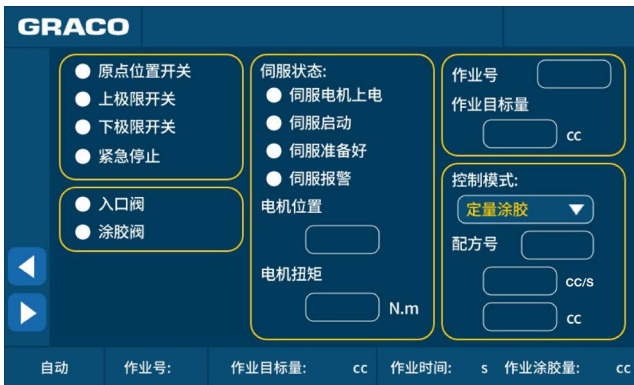 GRACO
原点位置开关
上极限开关
下极限开关
紧急停止
入口阀
涂胶阀
伺服状态:
伺服电机上电
伺服启动
伺服准备好
伺服报警
电机位置
电机扭矩
N.m
作业号
作业目标量
cc
控制模式:
定量涂胶
配方号
cc/s
cc
自动 作业号: 作业目标量: cc 作业时间: s 作业涂胶量: cc